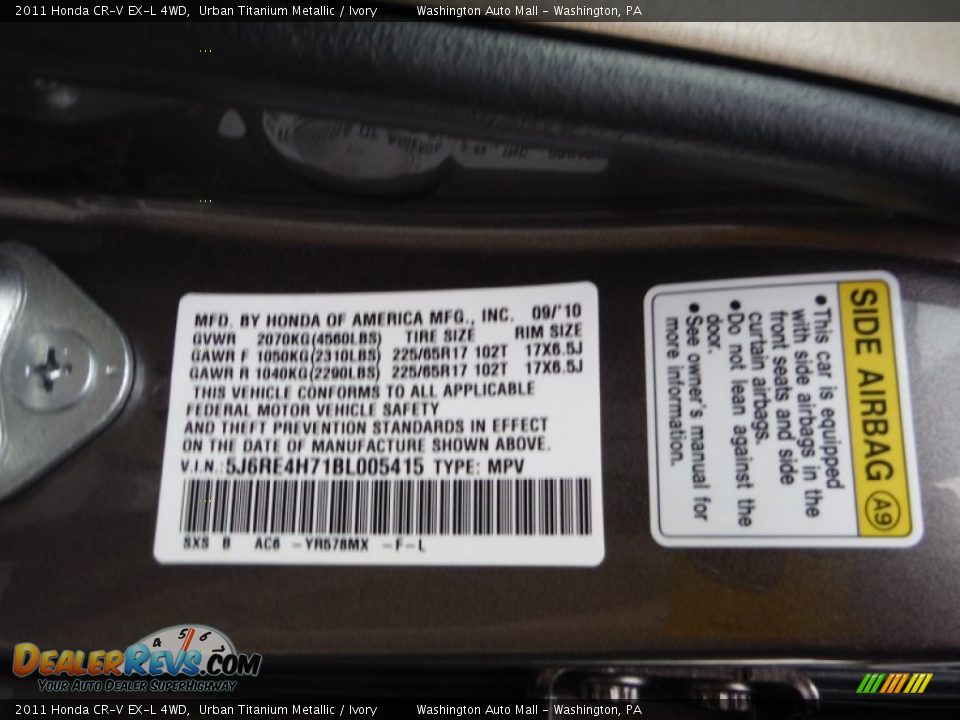 2011 Honda CR-V EX-L 4WD, Urban Titanium Metallic / Ivory Washington Auto Mall - Washington, PA
MFD. BY HONDA OF AMERICA MFG., INC. 09/'10
GVWR 2070KG(4560LBS) TIRE SIZE RIM SIZE
GAWR F 1050KG(2310LBS) 225/65R17 102T 17X6.5J
GAWR R 1040KG(2290LBS) 225/65R17 102T 17X6.5J
THIS VEHICLE CONFORMS TO ALL APPLICABLE
FEDERAL MOTOR VEHICLE SAFETY
AND THEFT PREVENTION STANDARDS IN EFFECT
ON THE DATE OF MANUFACTURE SHOWN ABOVE.
V.I.N.: 5J6RE4H71BL005415 TYPE: MPV
SXS B AC6 -YR578MX -F-L
SIDE AIRBAG A9
•This car is equipped
with side airbags in the
front seats and side
curtain airbags.
•Do not lean against the
door.
•See owner's manual for
more information.
4 5 6
DEALERREVS.COM
YOUR AUTO DEALER SUPERHIGHWAY
2011 Honda CR-V EX-L 4WD, Urban Titanium Metallic / Ivory Washington Auto Mall - Washington, PA